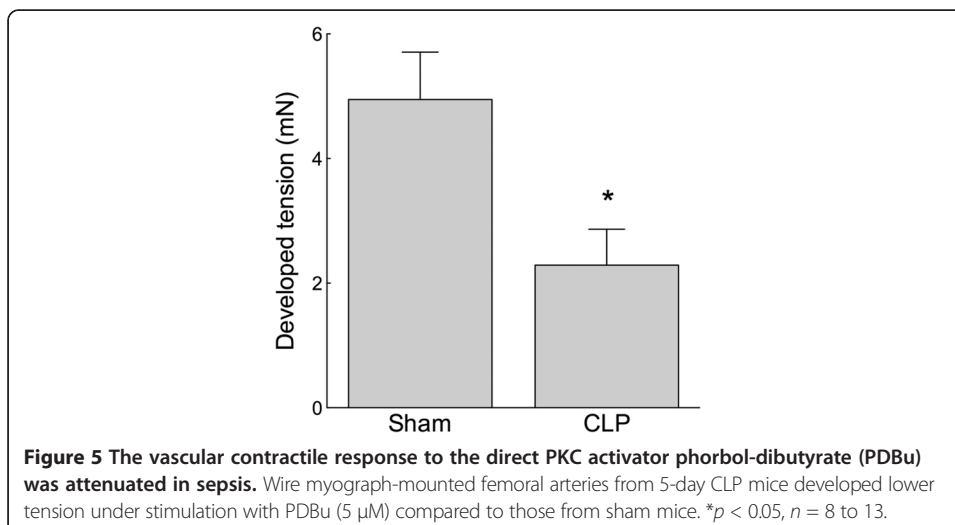 6
4
2
0
Developed tension (mN)
*
Sham CLP
Figure 5 The vascular contractile response to the direct PKC activator phorbol-dibutyrate (PDBu)
was attenuated in sepsis. Wire myograph-mounted femoral arteries from 5-day CLP mice developed lower
tension under stimulation with PDBu (5 μM) compared to those from sham mice. *p < 0.05, n = 8 to 13.